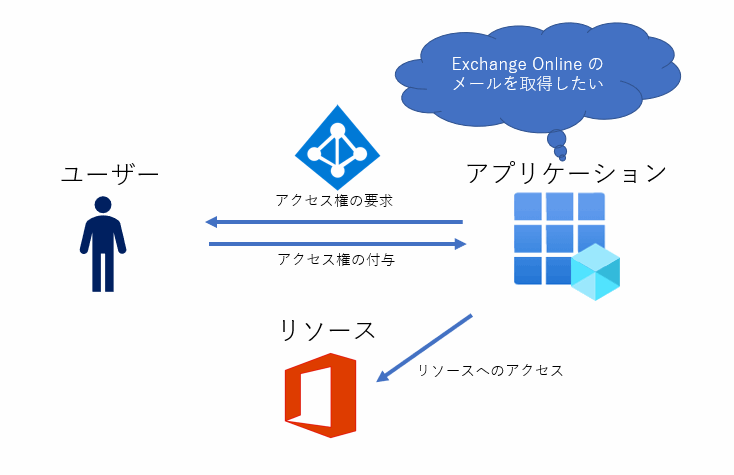 Exchange Online の
メールを取得したい
ユーザー
アプリケーション
アクセス権の要求
アクセス権の付与
リソース
リソースへのアクセス